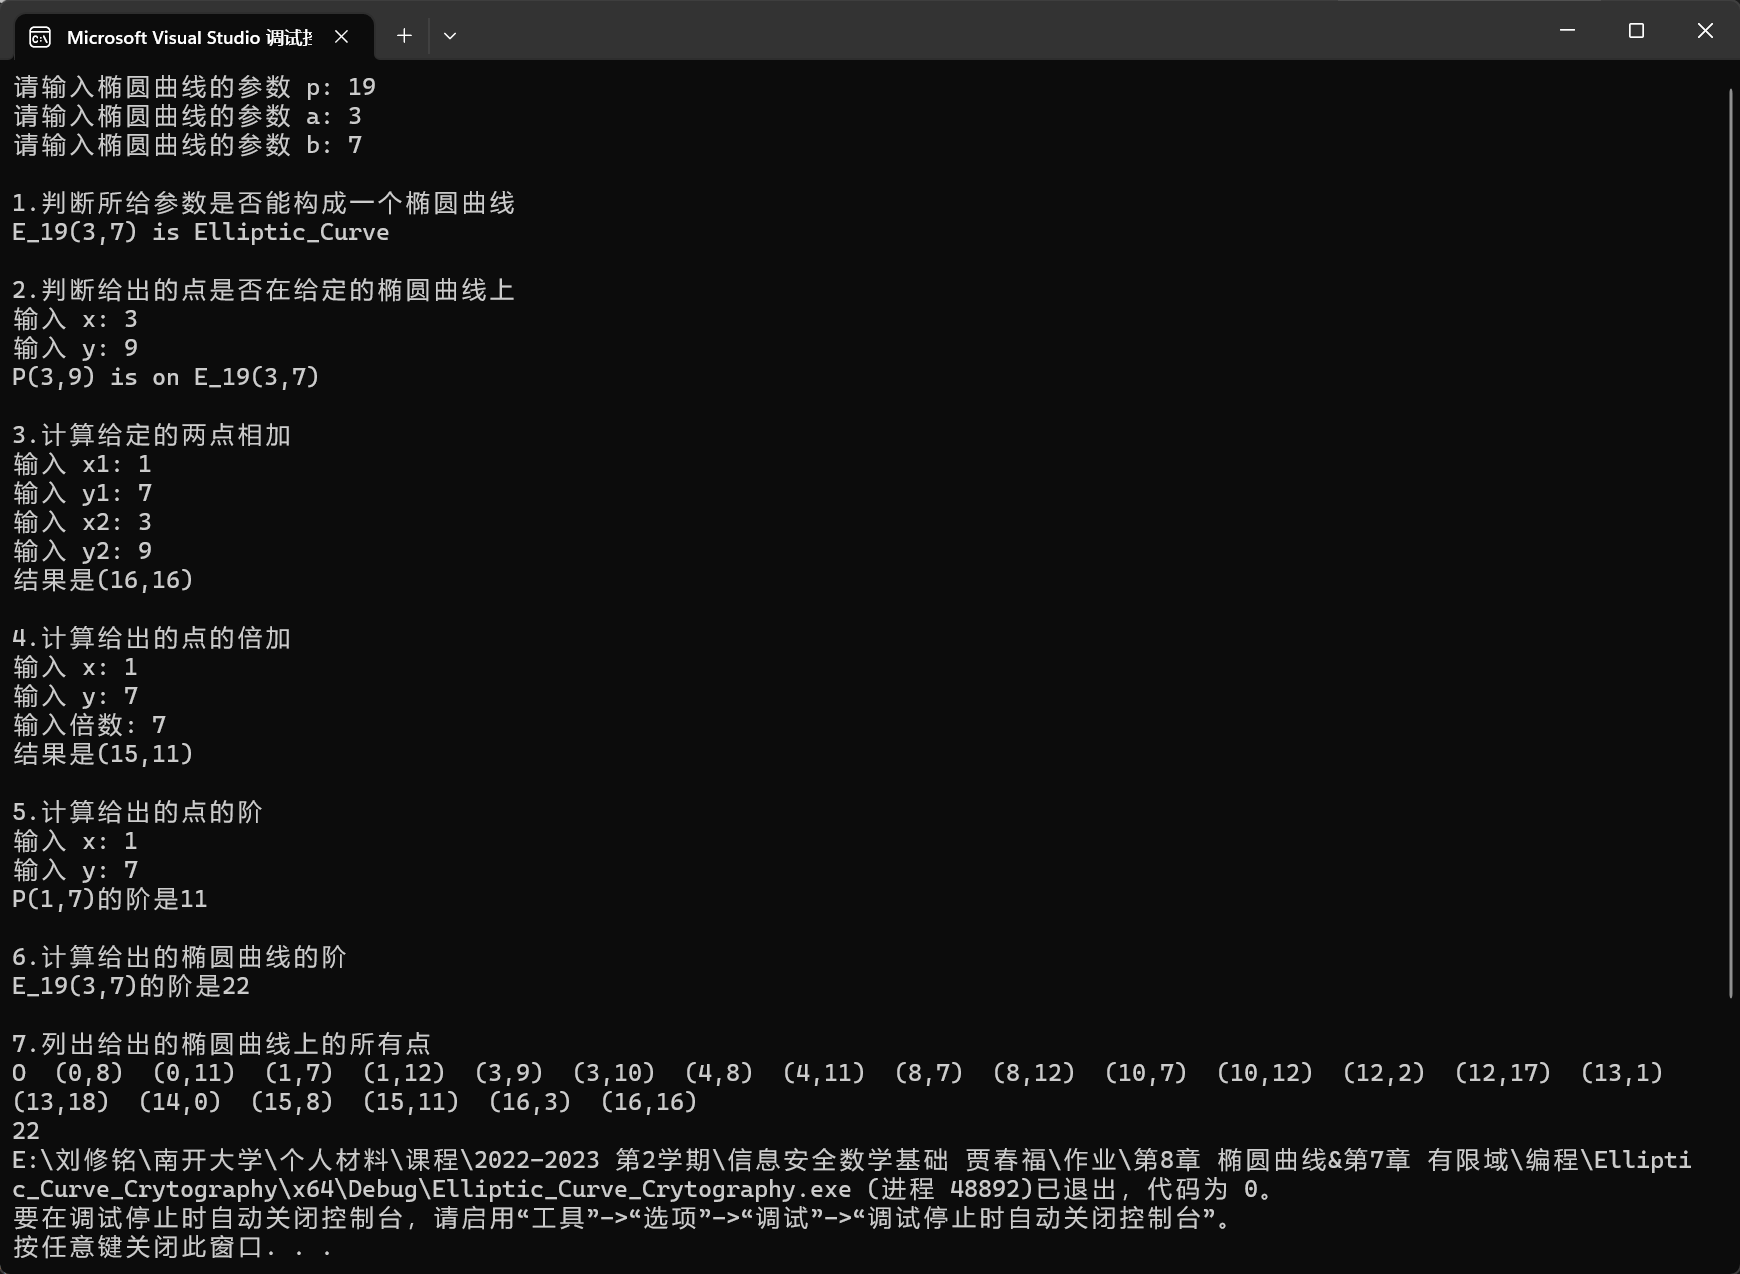 Microsoft Visual Studio 调试
请输入椭圆曲线的参数 p: 19
请输入椭圆曲线的参数 a: 3
请输入椭圆曲线的参数 b: 7
1.判断所给参数是否能构成一个椭圆曲线
E_19(3,7) is Elliptic_Curve
2.判断给出的点是否在给定的椭圆曲线上
输入 x: 3
输入 y: 9
P(3,9) is on E_19(3,7)
3.计算给定的两点相加
输入 x1: 1
输入 y1: 7
输入 x2: 3
输入 y2: 9
结果是(16,16)
4.计算给出的点的倍加
输入 x: 1
输入 y: 7
输入倍数: 7
结果是(15,11)
5.计算给出的点的阶
输入 x: 1
输入 y: 7
P(1,7)的阶是11
6.计算给出的椭圆曲线的阶
E_19(3,7)的阶是22
7.列出给出的椭圆曲线上的所有点
O  (0,8)  (0,11)  (1,7)  (1,12)  (3,9)  (3,10)  (4,8)  (4,11)  (8,7)  (8,12)  (10,7)  (10,12)  (12,2)  (12,17)  (13,1)
(13,18)  (14,0)  (15,8)  (15,11)  (16,3)  (16,16)
22
E:\刘修铭\南开大学\个人材料\课程\2022-2023 第2学期\信息安全数学基础 贾春福\作业\第8章 椭圆曲线&第7章 有限域\编程\Ellipti
c_Curve_Crytography\x64\Debug\Elliptic_Curve_Crytography.exe (进程 48892)已退出，代码为 0。
要在调试停止时自动关闭控制台，请启用“工具”->“选项”->“调试”->“调试停止时自动关闭控制台”。
按任意键关闭此窗口. . .